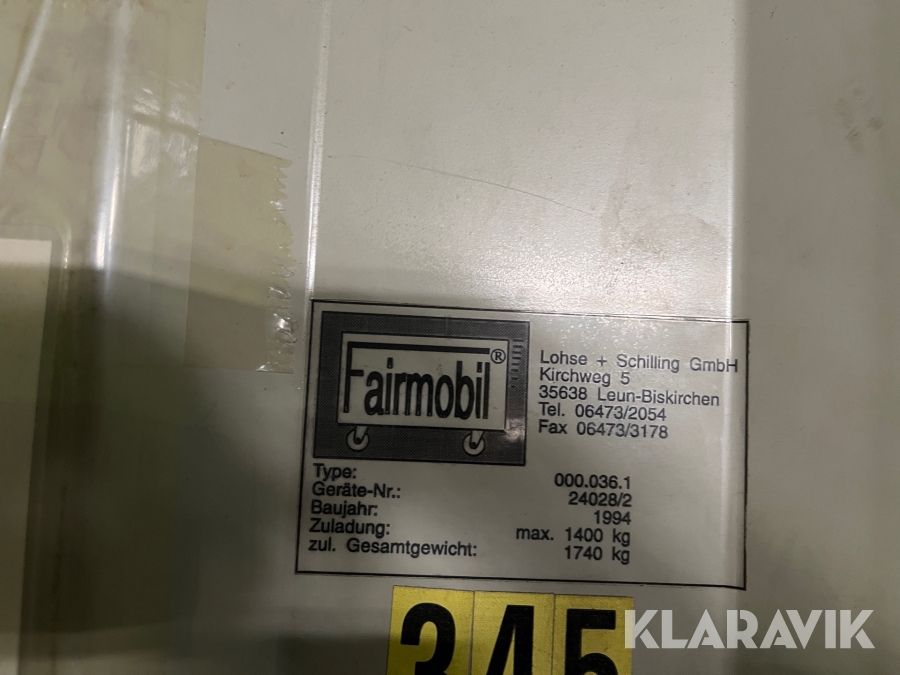 Fairmobil®
Lohse + Schilling GmbH
Kirchweg 5
35638 Leun-Biskirchen
Tel. 06473/2054
Fax 06473/3178
Type: 000.036.1
Geräte-Nr.: 24028/2
Baujahr: 1994
Zuladung: max. 1400 kg
zul. Gesamtgewicht: 1740 kg
345
KLARAVIK